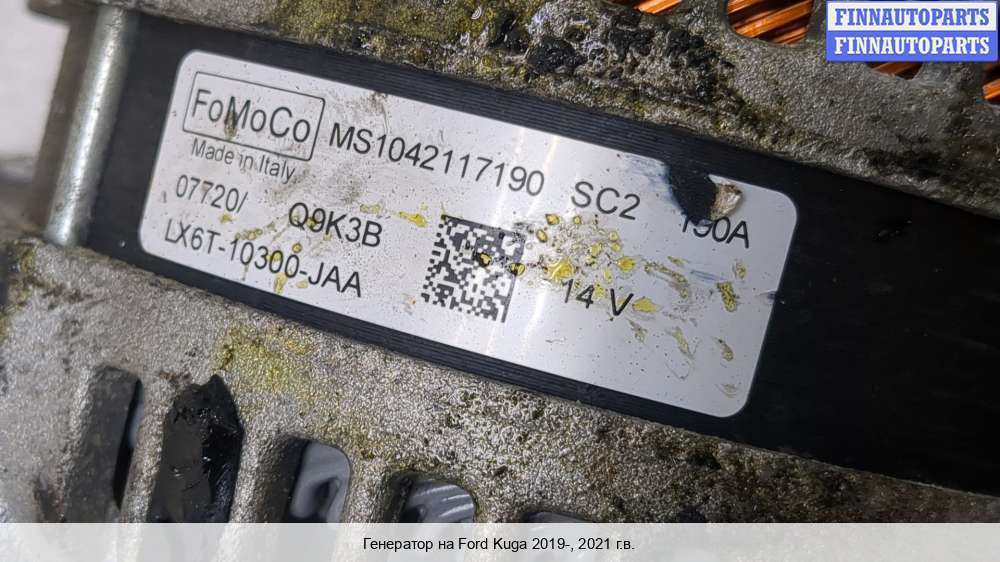 FINNAUTOPARTS
FINNAUTOPARTS
FoMoCo MS1042117190 SC2 190A
Made in Italy
07720/ Q9K3B
LX6T-10300-JAA
14 V
Генератор на Ford Kuga 2019-, 2021 г.в.